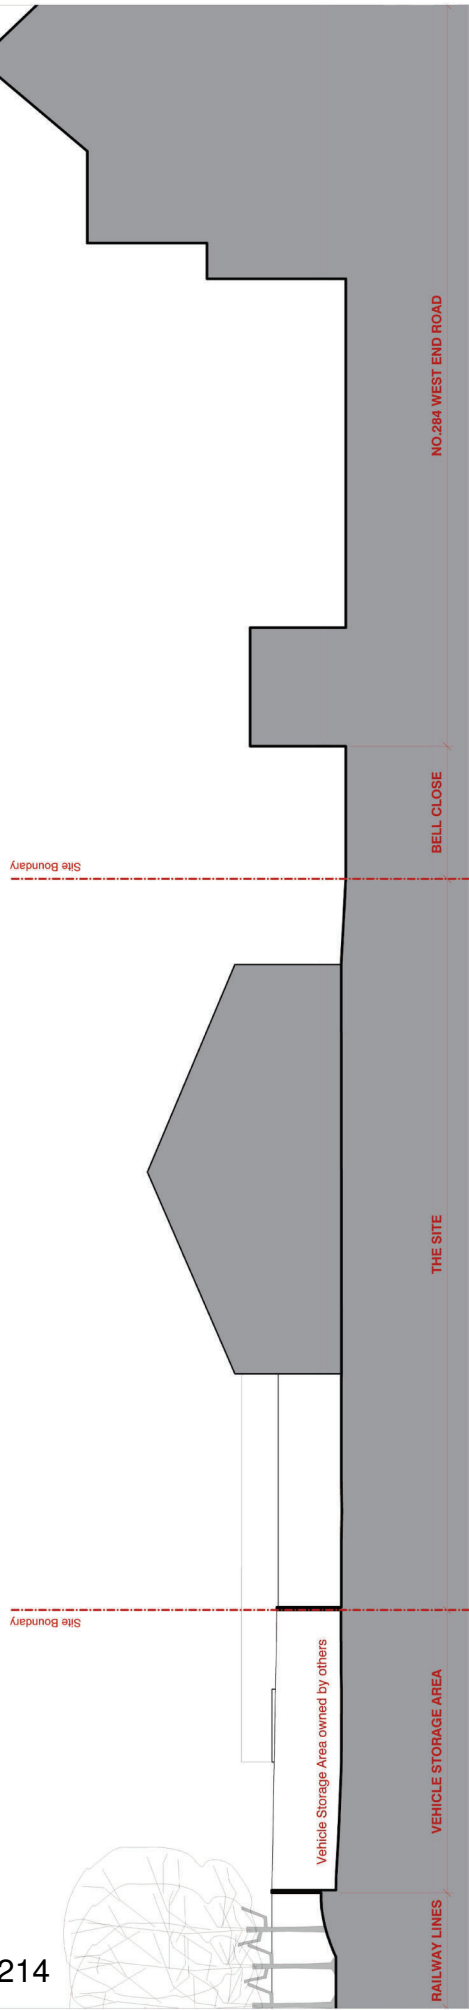 RAILWAY LINES
VEHICLE STORAGE AREA
THE SITE
BELL CLOSE
NO.284 WEST END ROAD
Vehicle Storage Area owned by others
Site Boundary
Site Boundary
214